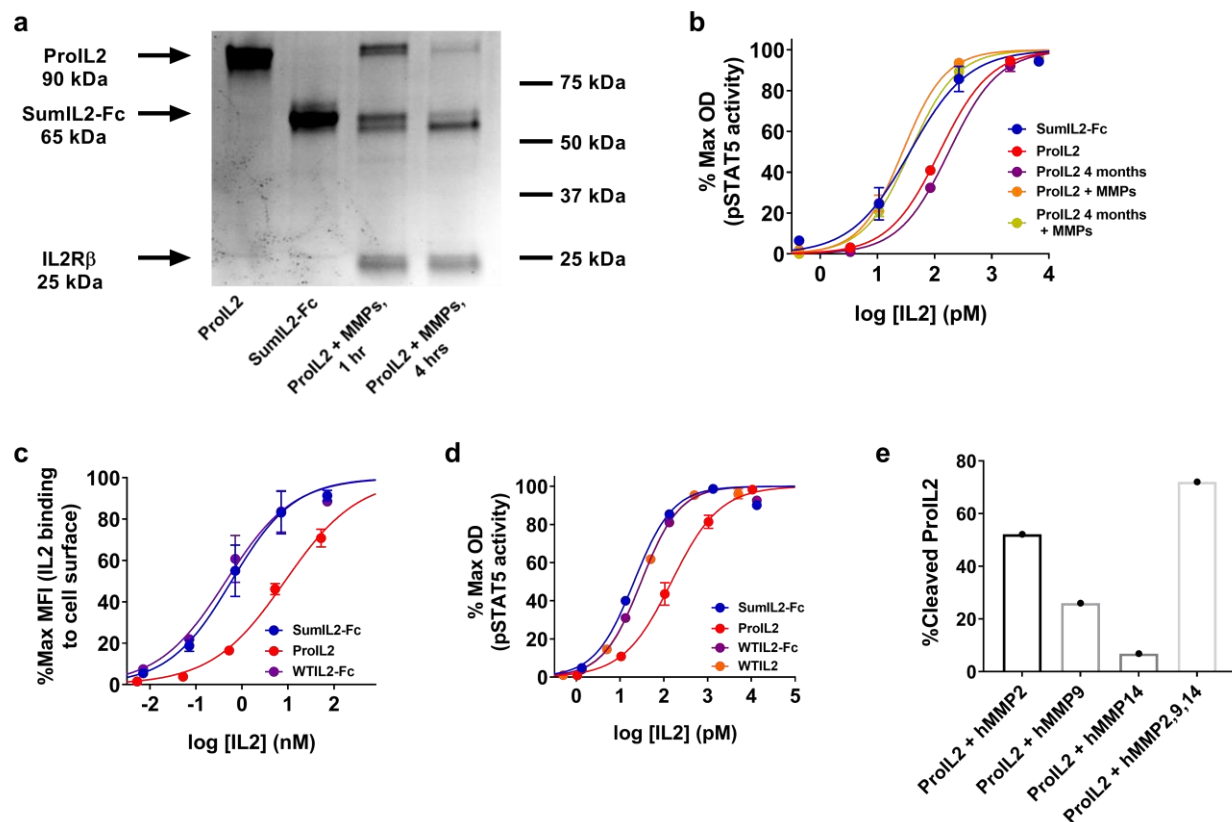 a
ProIL2
90 kDa
SumIL2-Fc
65 kDa
IL2Rβ
25 kDa
75 kDa
50 kDa
37 kDa
25 kDa
ProIL2
SumIL2-Fc
ProIL2 + MMPs,
1 hr
ProIL2 + MMPs,
4 hrs
b
% Max OD
(pSTAT5 activity)
100
80
60
40
20
0
0 1 2 3 4
log [IL2] (pM)
SumIL2-Fc
ProIL2
ProIL2 4 months
ProIL2 + MMPs
ProIL2 4 months
+ MMPs
c
%Max MFI (IL2 binding
to cell surface)
100
80
60
40
20
0
-2 -1 0 1 2
log [IL2] (nM)
SumIL2-Fc
ProIL2
WTIL2-Fc
d
% Max OD
(pSTAT5 activity)
100
80
60
40
20
0
0 1 2 3 4 5
log [IL2] (pM)
SumIL2-Fc
ProIL2
WTIL2-Fc
WTIL2
e
%Cleaved ProIL2
80
60
40
20
0
ProIL2 + hMMP2
ProIL2 + hMMP9
ProIL2 + hMMP14
ProIL2 + hMMP2,9,14